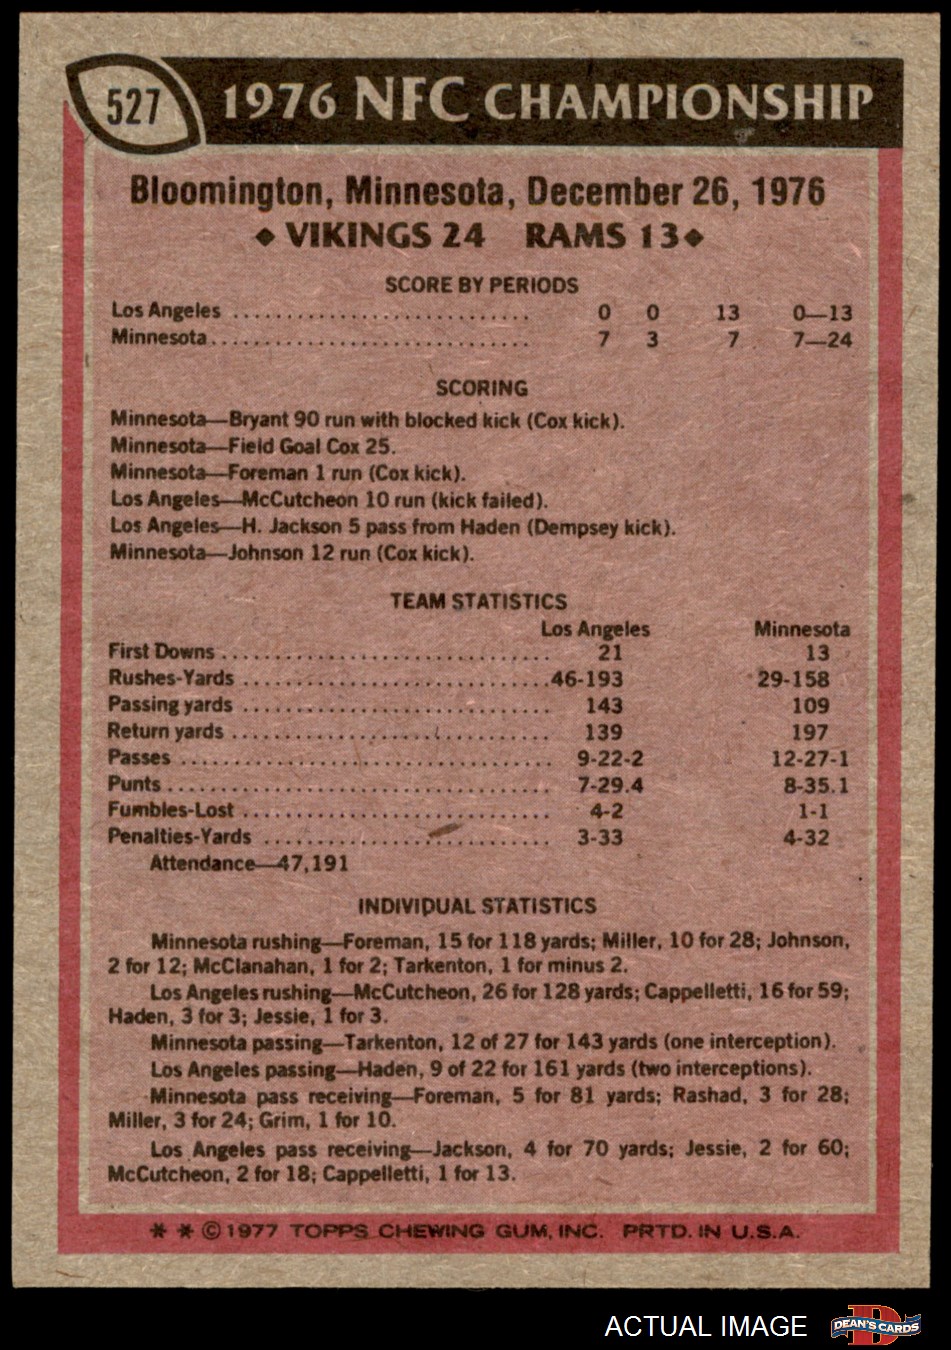 527
1976 NFC CHAMPIONSHIP
Bloomington, Minnesota, December 26, 1976
◆ VIKINGS 24 RAMS 13◆
SCORE BY PERIODS
Los Angeles ............................ 0 0 13 0—13
Minnesota.............................. 7 3 7 7—24
SCORING
Minnesota—Bryant 90 run with blocked kick (Cox kick).
Minnesota—Field Goal Cox 25.
Minnesota—Foreman 1 run (Cox kick).
Los Angeles—McCutcheon 10 run (kick failed).
Los Angeles—H. Jackson 5 pass from Haden (Dempsey kick).
Minnesota—Johnson 12 run (Cox kick).
TEAM STATISTICS
Los Angeles Minnesota
First Downs ............................... 21 13
Rushes-Yards .............................46-193 29-158
Passing yards ............................. 143 109
Return yards .............................. 139 197
Passes ................................... 9-22-2 12-27-1
Punts.................................... 7-29.4 8-35.1
Fumbles-Lost ............................. 4-2 1-1
Penalties-Yards ........................... 3-33 4-32
Attendance—47,191
INDIVIDUAL STATISTICS
Minnesota rushing—Foreman, 15 for 118 yards; Miller, 10 for 28; Johnson,
2 for 12; McClanahan, 1 for 2; Tarkenton, 1 for minus 2.
Los Angeles rushing—McCutcheon, 26 for 128 yards; Cappelletti, 16 for 59;
Haden, 3 for 3; Jessie, 1 for 3.
Minnesota passing—Tarkenton, 12 of 27 for 143 yards (one interception).
Los Angeles passing—Haden, 9 of 22 for 161 yards (two interceptions).
Minnesota pass receiving—Foreman, 5 for 81 yards; Rashad, 3 for 28;
Miller, 3 for 24; Grim, 1 for 10.
Los Angeles pass receiving—Jackson, 4 for 70 yards; Jessie, 2 for 60;
McCutcheon, 2 for 18; Cappelletti, 1 for 13.
* * © 1977 TOPPS CHEWING GUM, INC. PRTD. IN U.S.A.
ACTUAL IMAGE
D
DEAN'S CARDS